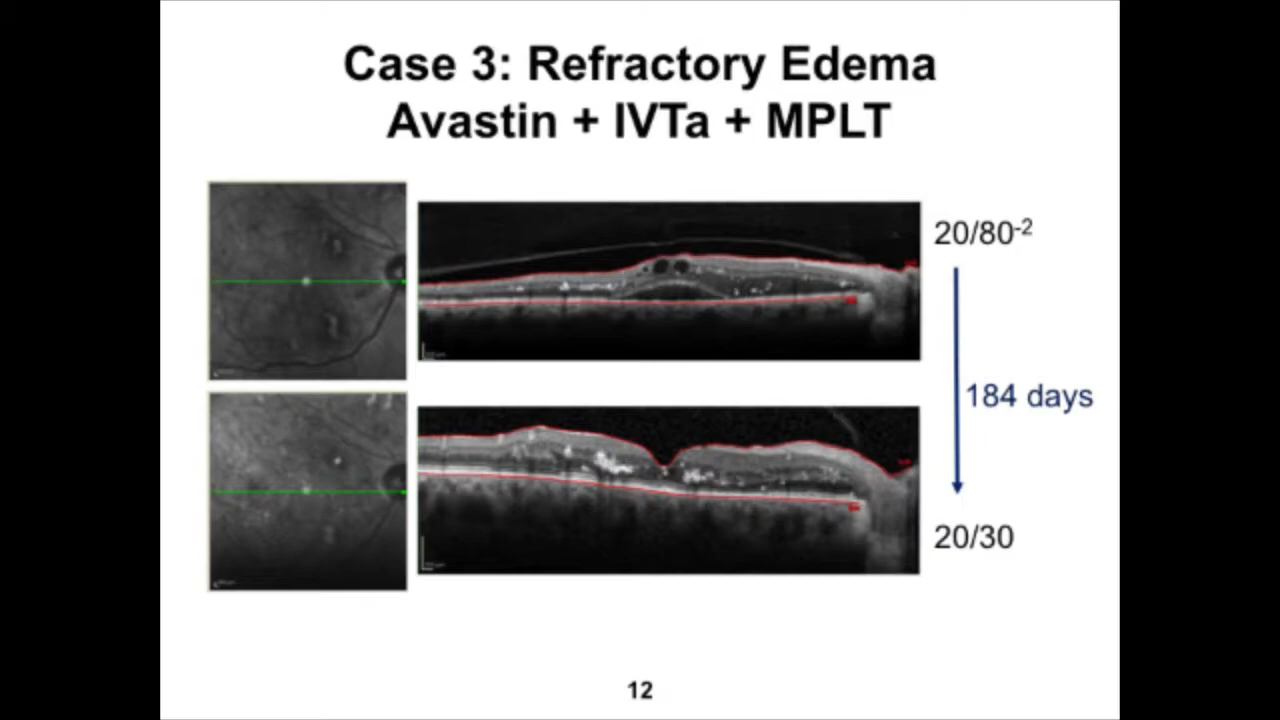 Case 3: Refractory Edema
Avastin + IVTa + MPLT
20/80-2
184 days
20/30
12